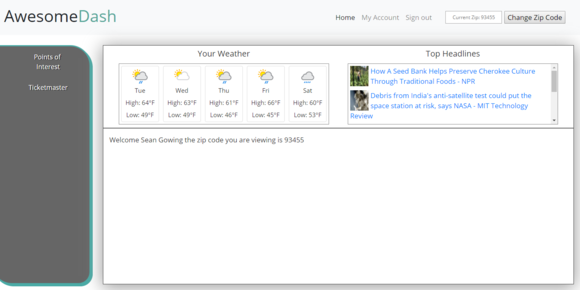 AwesomeDash
Home My Account Sign out Current Zip 93455 Change Zip Code
Points of
Interest
Ticketmaster
Your Weather
Tue Wed Thu Fri Sat
High: 64°F High: 63°F High: 61°F High: 66°F High: 60°F
Low: 49°F Low: 49°F Low: 46°F Low: 45°F Low: 53°F
Top Headlines
How A Seed Bank Helps Preserve Cherokee Culture
Through Traditional Foods - NPR
Debris from India's anti-satellite test could put the
space station at risk, says NASA - MIT Technology
Review
Welcome Sean Gowing the zip code you are viewing is 93455